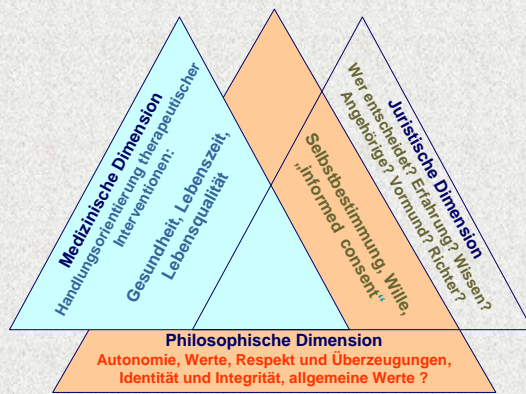 Medizinische Dimension
Handlungsorientierung therapeutischer
Interventionen:
Gesundheit, Lebenszeit,
Lebensqualität
Selbstbestimmung, Wille,
„informed consent“
Juristische Dimension
Wer entscheidet? Erfahrung? Wissen?
Angehörige? Vormund? Richter?
Philosophische Dimension
Autonomie, Werte, Respekt und Überzeugungen,
Identität und Integrität, allgemeine Werte ?